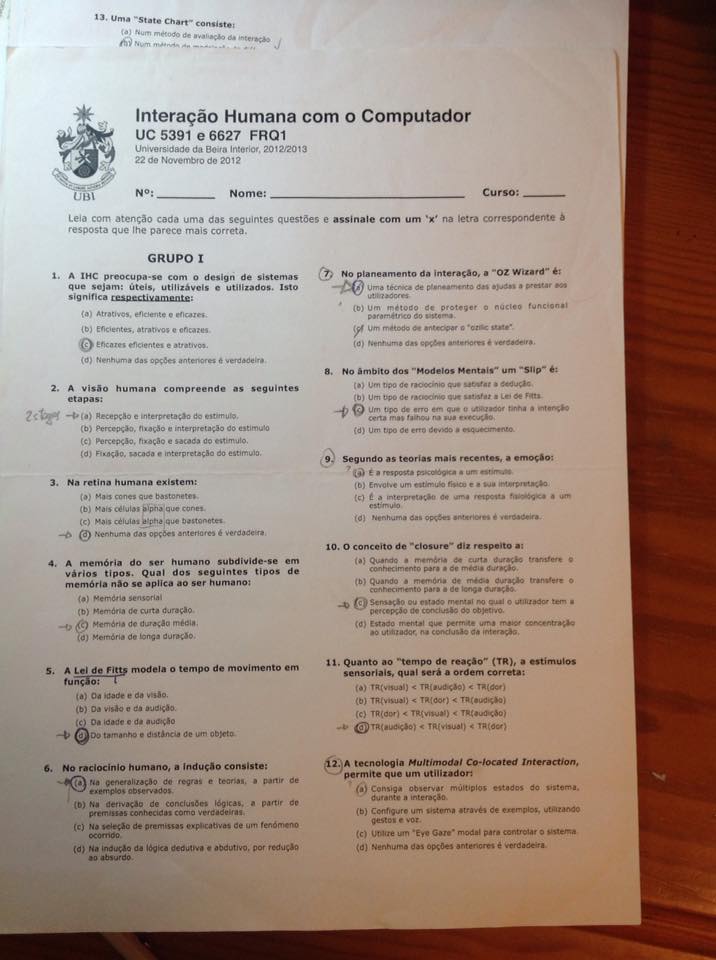 13. Uma "State Chart" consiste:
(a) Num método de avaliação da interação
(b) Num método de
Interação Humana com o Computador
UC 5391 e 6627 FRQ1
Universidade da Beira Interior, 2012/2013
22 de Novembro de 2012
UBI
Nº: Nome: Curso:
Leia com atenção cada uma das seguintes questões e assinale com um 'x' na letra correspondente à
resposta que lhe parece mais correta.
GRUPO I
1. A IHC preocupa-se com o design de sistemas
que sejam: úteis, utilizáveis e utilizados. Isto
significa respectivamente:
(a) Atrativos, eficiente e eficazes.
(b) Eficientes, atrativos e eficazes.
(c) Eficazes eficientes e atrativos.
(d) Nenhuma das opções anteriores é verdadeira.
2. A visão humana compreende as seguintes
etapas:
(a) Recepção e interpretação do estimulo.
(b) Percepção, fixação e interpretação do estimulo
(c) Percepção, fixação e sacada do estimulo.
(d) Fixação, sacada e interpretação do estimulo.
3. Na retina humana existem:
(a) Mais cones que bastonetes.
(b) Mais células alpha que cones.
(c) Mais células alpha que bastonetes.
(d) Nenhuma das opções anteriores é verdadeira.
4. A memória do ser humano subdivide-se em
vários tipos. Qual dos seguintes tipos de
memória não se aplica ao ser humano:
(a) Memória sensorial
(b) Memória de curta duração.
(c) Memória de duração média.
(d) Memória de longa duração.
5. A Lei de Fitts modela o tempo de movimento em
função:
(a) Da idade e da visão.
(b) Da visão e da audição.
(c) Da idade e da audição
(d) Do tamanho e distância de um objeto.
6. No raciocínio humano, a indução consiste:
(a) Na generalização de regras e teorias, a partir de
exemplos observados.
(b) Na derivação de conclusões lógicas, a partir de
premissas conhecidas como verdadeiras.
(c) Na seleção de premissas explicativas de um fenómeno
ocorrido.
(d) Na indução da lógica dedutiva e abdutivo, por redução
ao absurdo.
7. No planeamento da interação, a "OZ Wizard" é:
(a) Uma técnica de planeamento das ajudas a prestar aos
utilizadores.
(b) Um método de proteger o núcleo funcional
paramétrico do sistema.
(c) Um método de antecipar o "ozilic state".
(d) Nenhuma das opções anteriores é verdadeira.
8. No âmbito dos "Modelos Mentais" um "Slip" é:
(a) Um tipo de raciocínio que satisfaz a dedução.
(b) Um tipo de raciocínio que satisfaz a Lei de Fitts.
(c) Um tipo de erro em que o utilizador tinha a intenção
certa mas falhou na sua execução.
(d) Um tipo de erro devido a esquecimento.
9. Segundo as teorias mais recentes, a emoção:
? (a) É a resposta psicológica a um estímulo.
(b) Envolve um estímulo físico e a sua interpretação.
(c) É a interpretação de uma resposta fisiológica a um
estímulo.
(d) Nenhuma das opções anteriores é verdadeira.
10. O conceito de "closure" diz respeito a:
(a) Quando a memória de curta duração transfere o
conhecimento para a de média duração.
(b) Quando a memória de média duração transfere o
conhecimento para a de longa duração.
(c) Sensação ou estado mental no qual o utilizador tem a
percepção de conclusão do objetivo.
(d) Estado mental que permite uma maior concentração
ao utilizador, na conclusão da interação.
11. Quanto ao "tempo de reação" (TR), a estímulos
sensoriais, qual será a ordem correta:
(a) TR(visual) < TR(audição) < TR(dor)
(b) TR(visual) < TR(dor) < TR(audição)
(c) TR(dor) < TR(visual) < TR(audição)
(d) TR(audição) < TR(visual) < TR(dor)
12. A tecnologia Multimodal Co-located Interaction,
permite que um utilizador:
(a) Consiga observar múltiplos estados do sistema,
durante a interação.
(b) Configure um sistema através de exemplos, utilizando
gestos e voz.
(c) Utilize um "Eye Gaze" modal para controlar o sistema.
(d) Nenhuma das opções anteriores é verdadeira.